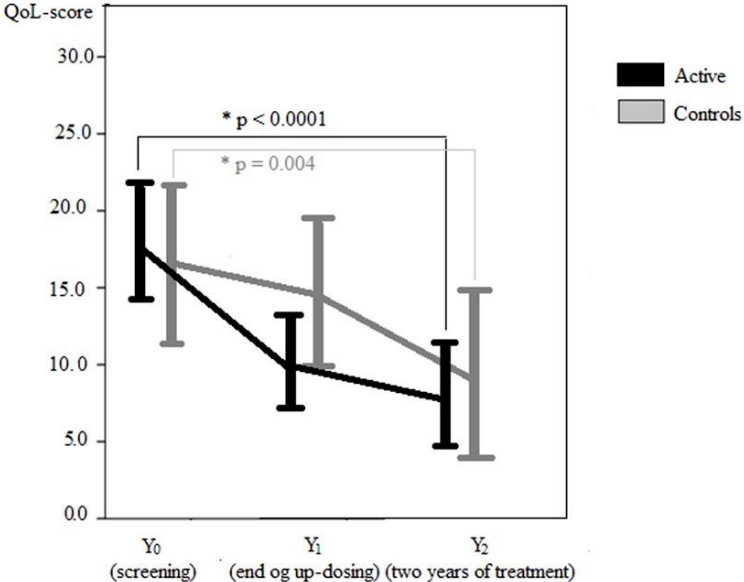 QoL-score
30.0
25.0
20.0
15.0
10.0
5.0
0.0
* p < 0.0001
* p = 0.004
Active
Controls
Y0 Y1 Y2
(screening) (end og up-dosing) (two years of treatment)